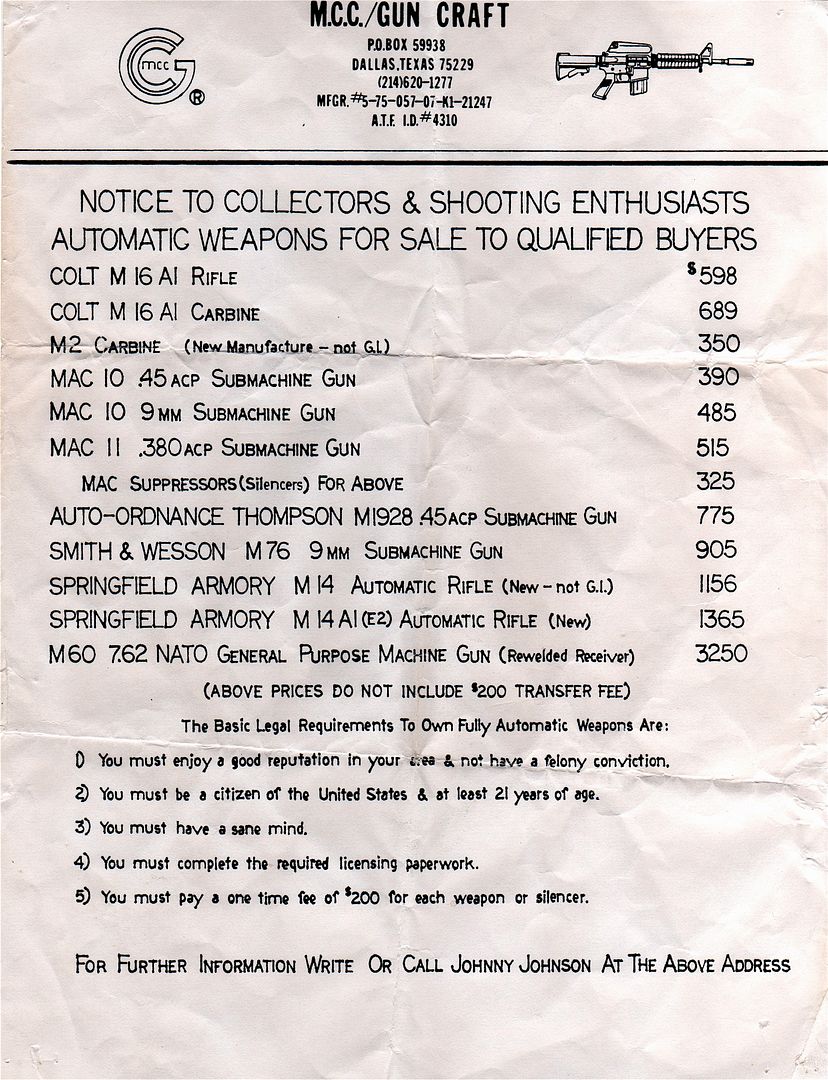 M.C.C./GUN CRAFT
P.O.BOX 59938
DALLAS,TEXAS 75229
(214)620-1277
MFGR.#5-75-057-07-K1-21247
A.T.F. I.D.#4310
mcc
®
NOTICE TO COLLECTORS & SHOOTING ENTHUSIASTS
AUTOMATIC WEAPONS FOR SALE TO QUALIFIED BUYERS
COLT M 16 A1 RIFLE $598
COLT M 16 A1 CARBINE 689
M2 CARBINE (New Manufacture - not G.I.) 350
MAC 10 .45 ACP SUBMACHINE GUN 390
MAC 10 9MM SUBMACHINE GUN 485
MAC 11 .380 ACP SUBMACHINE GUN 515
MAC SUPPRESSORS (Silencers) FOR ABOVE 325
AUTO-ORDNANCE THOMPSON M1928 .45 ACP SUBMACHINE GUN 775
SMITH & WESSON M76 9MM SUBMACHINE GUN 905
SPRINGFIELD ARMORY M 14 AUTOMATIC RIFLE (New - not G.I.) 1156
SPRINGFIELD ARMORY M 14 A1 (E2) AUTOMATIC RIFLE (New) 1365
M60 7.62 NATO GENERAL PURPOSE MACHINE GUN (Rewelded Receiver) 3250
(ABOVE PRICES DO NOT INCLUDE $200 TRANSFER FEE)
The Basic Legal Requirements To Own Fully Automatic Weapons Are:
1) You must enjoy a good reputation in your area & not have a felony conviction.
2) You must be a citizen of the United States & at least 21 years of age.
3) You must have a sane mind.
4) You must complete the required licensing paperwork.
5) You must pay a one time fee of $200 for each weapon or silencer.
FOR FURTHER INFORMATION WRITE OR CALL JOHNNY JOHNSON AT THE ABOVE ADDRESS